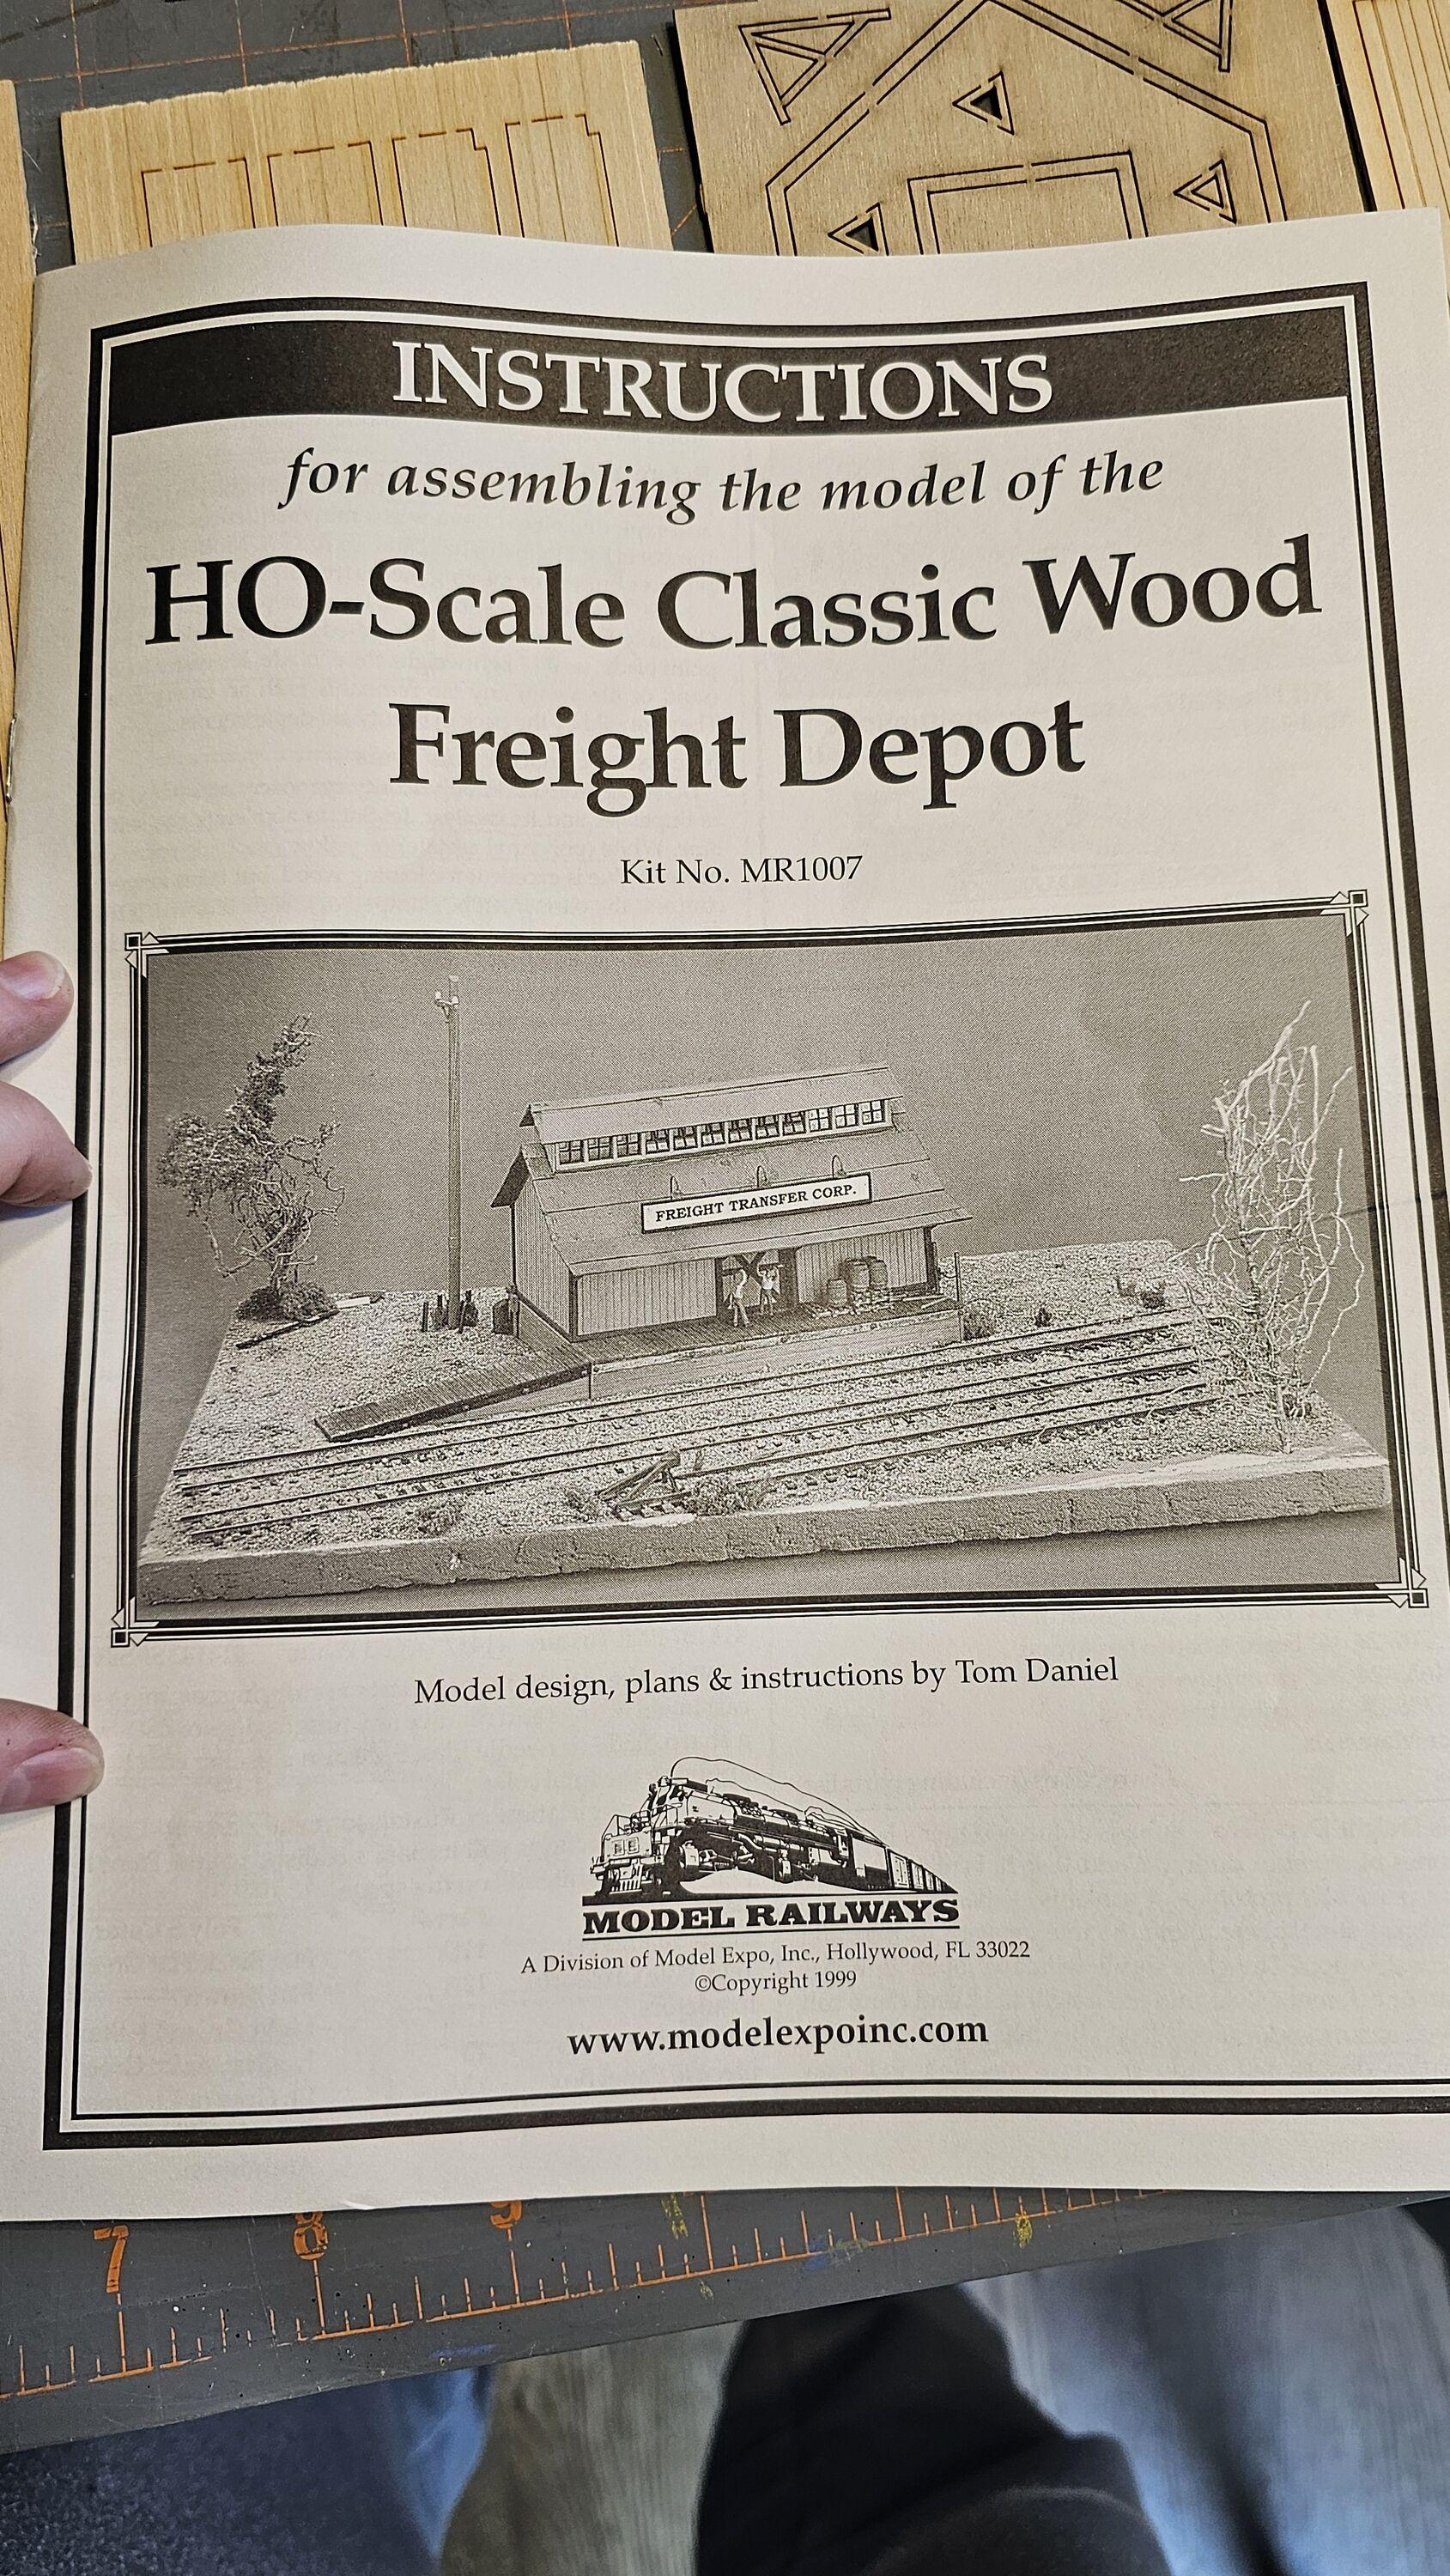 INSTRUCTIONS
for assembling the model of the
HO-Scale Classic Wood
Freight Depot
Kit No. MR1007
FREIGHT TRANSFER CORP.
Model design, plans & instructions by Tom Daniel
MODEL RAILWAYS
A Division of Model Expo, Inc., Hollywood, FL 33022
©Copyright 1999
www.modelexpoinc.com
7 8 9